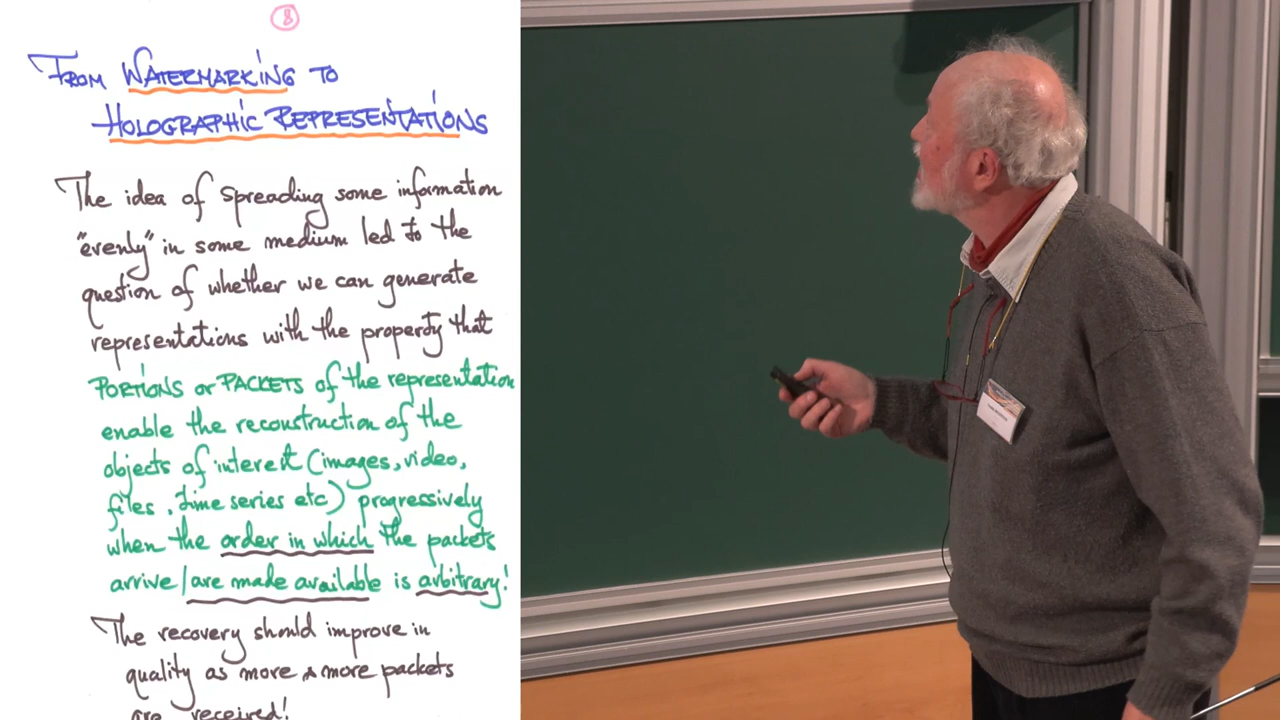 8
From Watermarking to
Holographic Representations
The idea of spreading some information
"evenly" in some medium led to the
question of whether we can generate
representations with the property that
PORTIONS or PACKETS of the representation
enable the reconstruction of the
objects of interest (images, video,
files, time series etc) progressively
when the order in which the packets
arrive/are made available is arbitrary!
The recovery should improve in
quality as more & more packets
are received!